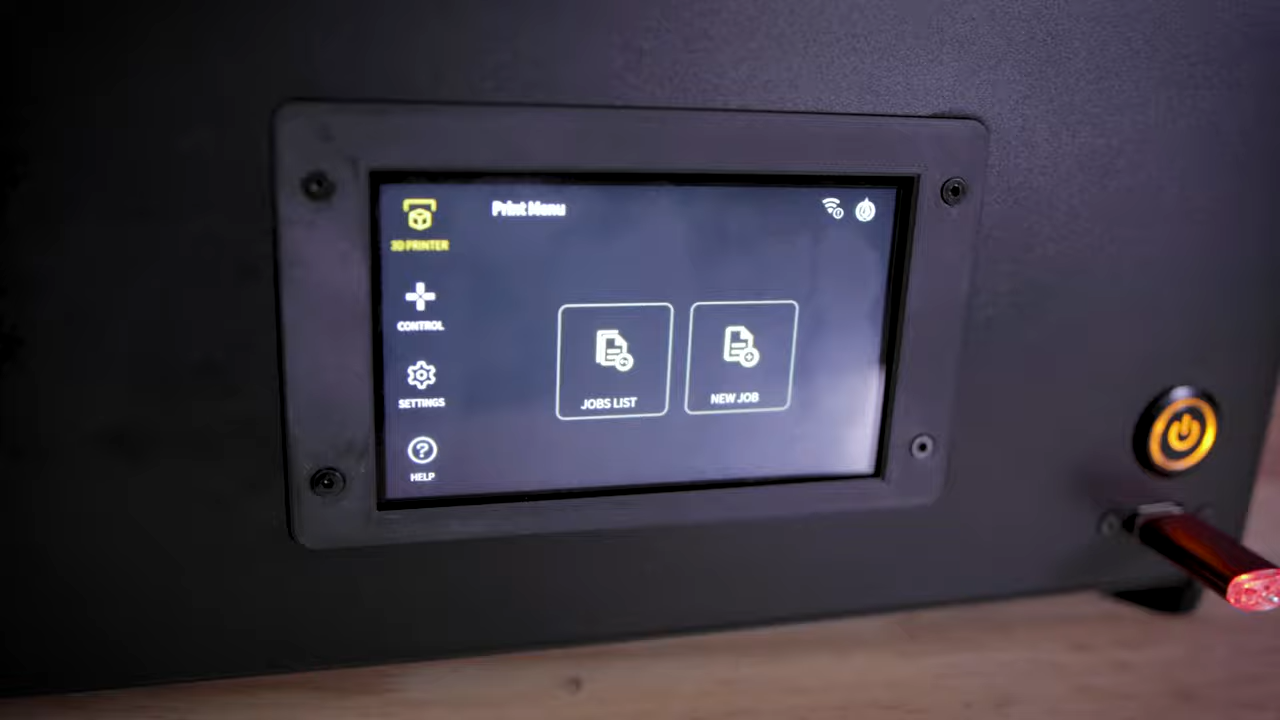 Print Menu
3D PRINTER
CONTROL
SETTINGS
HELP
JOBS LIST
NEW JOB